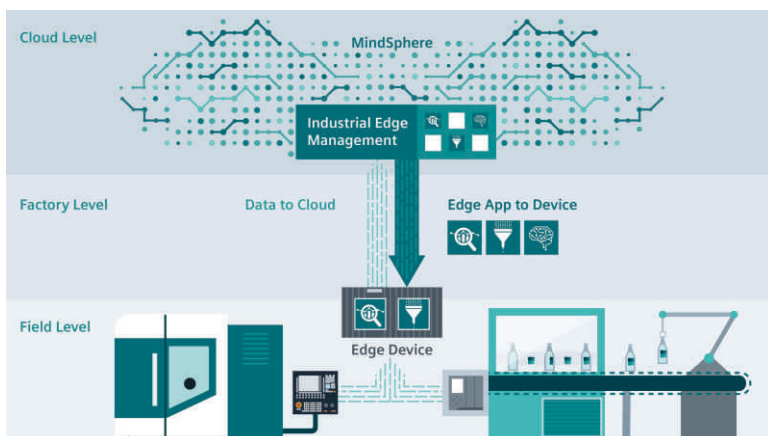 Cloud Level
MindSphere
Industrial Edge
Management
Factory Level
Data to Cloud
Edge App to Device
Field Level
Edge Device